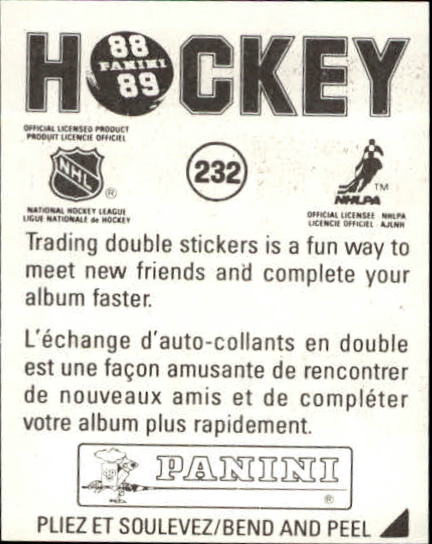 HOCKEY
88
PANINI
89
OFFICIAL LICENSED PRODUCT
PRODUIT LICENCIE OFFICIEL
NHL
®
NATIONAL HOCKEY LEAGUE
LIGUE NATIONALE de HOCKEY
232
TM
NHLPA
OFFICIAL LICENSEE NHLPA
LICENCIE OFFICIEL AJLNH
Trading double stickers is a fun way to
meet new friends and complete your
album faster.
L'échange d'auto-collants en double
est une façon amusante de rencontrer
de nouveaux amis et de compléter
votre album plus rapidement.
PANINI
®
PLIEZ ET SOULEVEZ/BEND AND PEEL